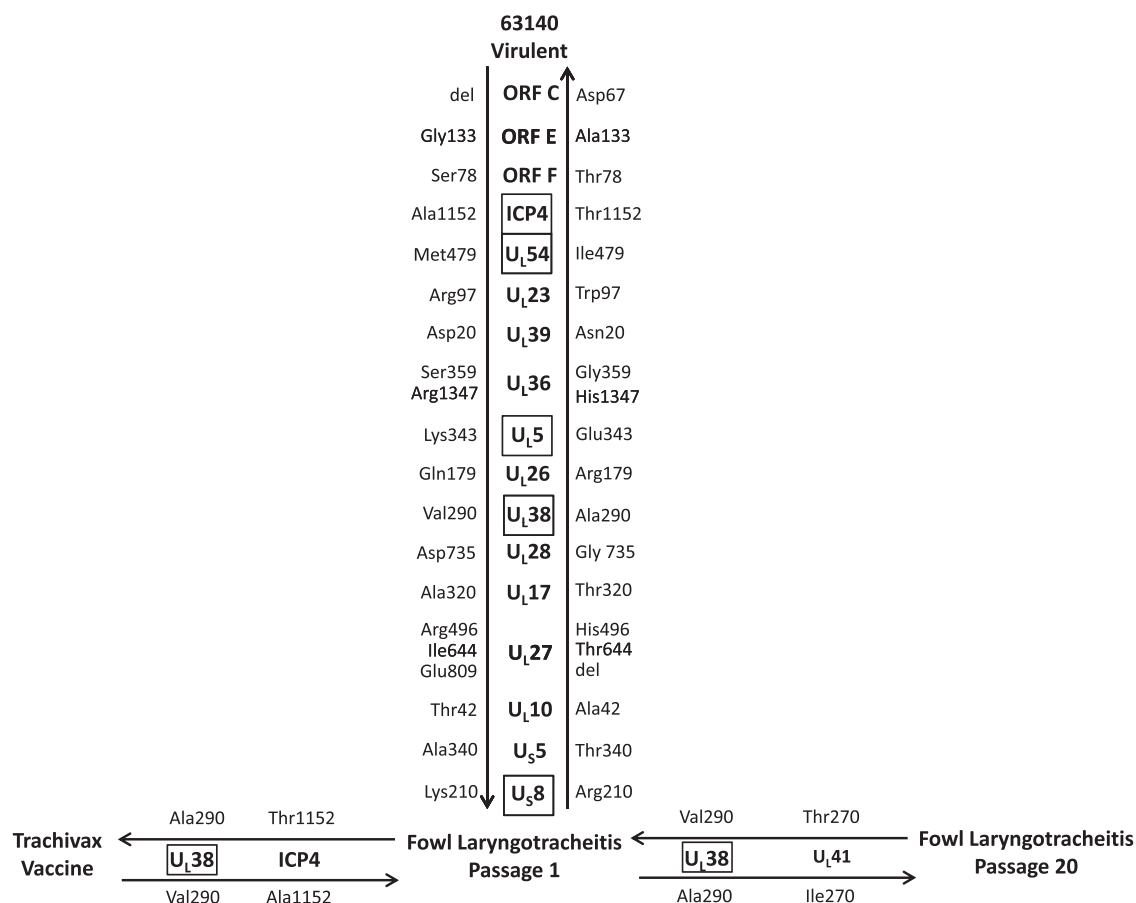 63140
Virulent
del ORF C Asp67
Gly133 ORF E Ala133
Ser78 ORF F Thr78
Ala1152 ICP4 Thr1152
Met479 UL54 Ile479
Arg97 UL23 Trp97
Asp20 UL39 Asn20
Ser359 Gly359
UL36
Arg1347 His1347
Lys343 UL5 Glu343
Gln179 UL26 Arg179
Val290 UL38 Ala290
Asp735 UL28 Gly 735
Ala320 UL17 Thr320
Arg496 His496
Ile644 UL27 Thr644
Glu809 del
Thr42 UL10 Ala42
Ala340 US5 Thr340
Lys210 US8 Arg210
Ala290 Thr1152
Trachivax
Vaccine
UL38 ICP4
Val290 Ala1152
Fowl Laryngotracheitis
Passage 1
Val290 Thr270
UL38 UL41
Ala290 Ile270
Fowl Laryngotracheitis
Passage 20